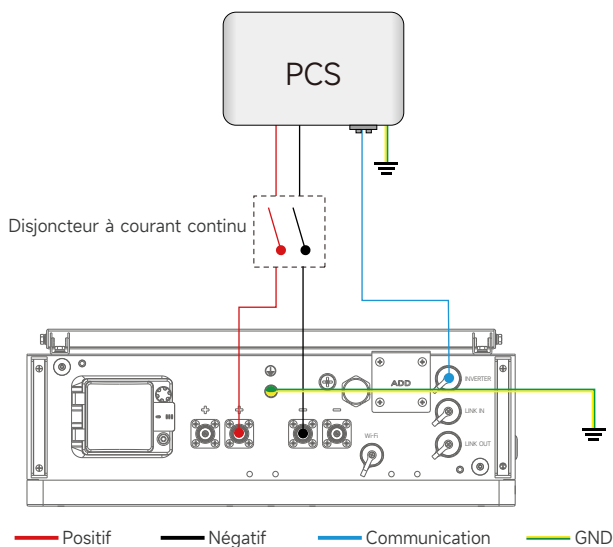 PCS
Disjoncteur à courant continu
ADD
INVERTER
+ + − −
LINK IN
Wi-Fi
LINK OUT
Positif Négatif Communication GND